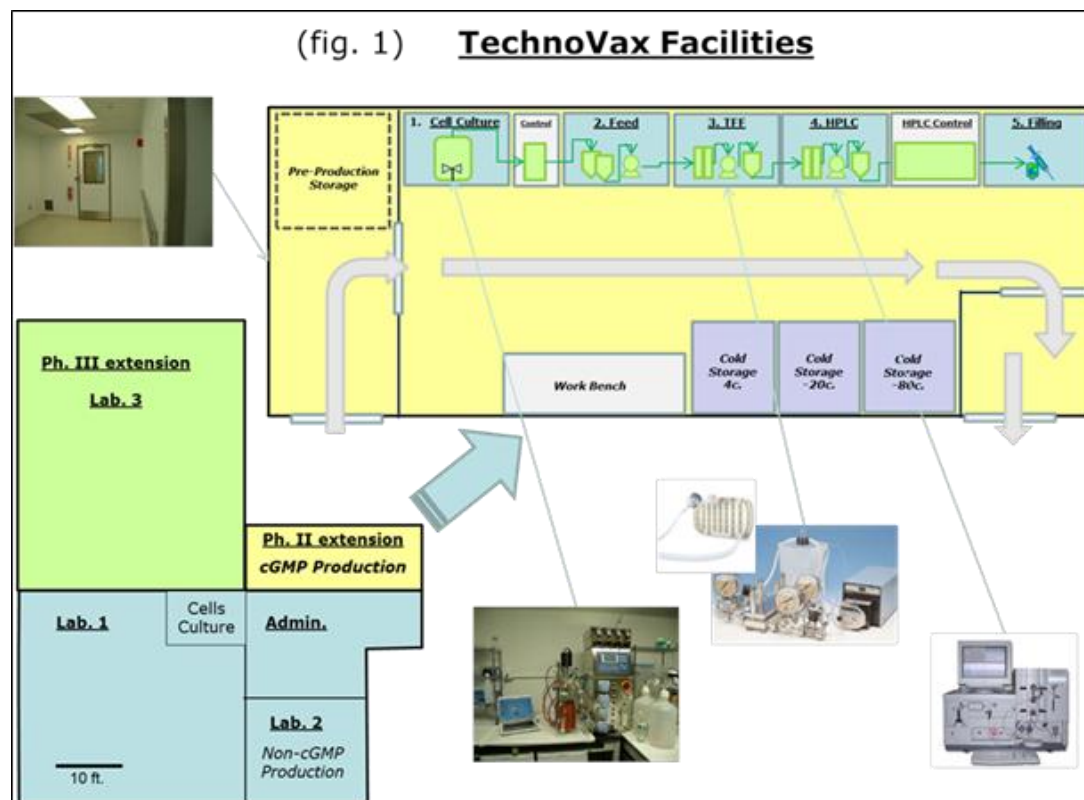 (fig. 1) TechnoVax Facilities
1. Cell Culture
Control
2. Feed
3. TFF
4. HPLC
HPLC Control
5. Filling
Pre-Production
Storage
Work Bench
Cold
Storage
4c.
Cold
Storage
-20c.
Cold
Storage
-80c.
Ph. III extension
Lab. 3
Ph. II extension
cGMP Production
Lab. 1
Cells
Culture
Admin.
Lab. 2
Non-cGMP
Production
10 ft.